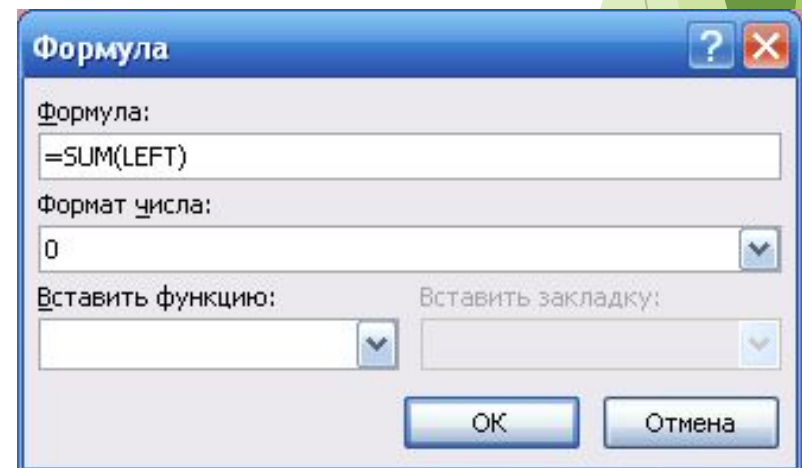 Формула
Формула:
=SUM(LEFT)
Формат числа:
0
Вставить функцию: Вставить закладку:
ОК Отмена